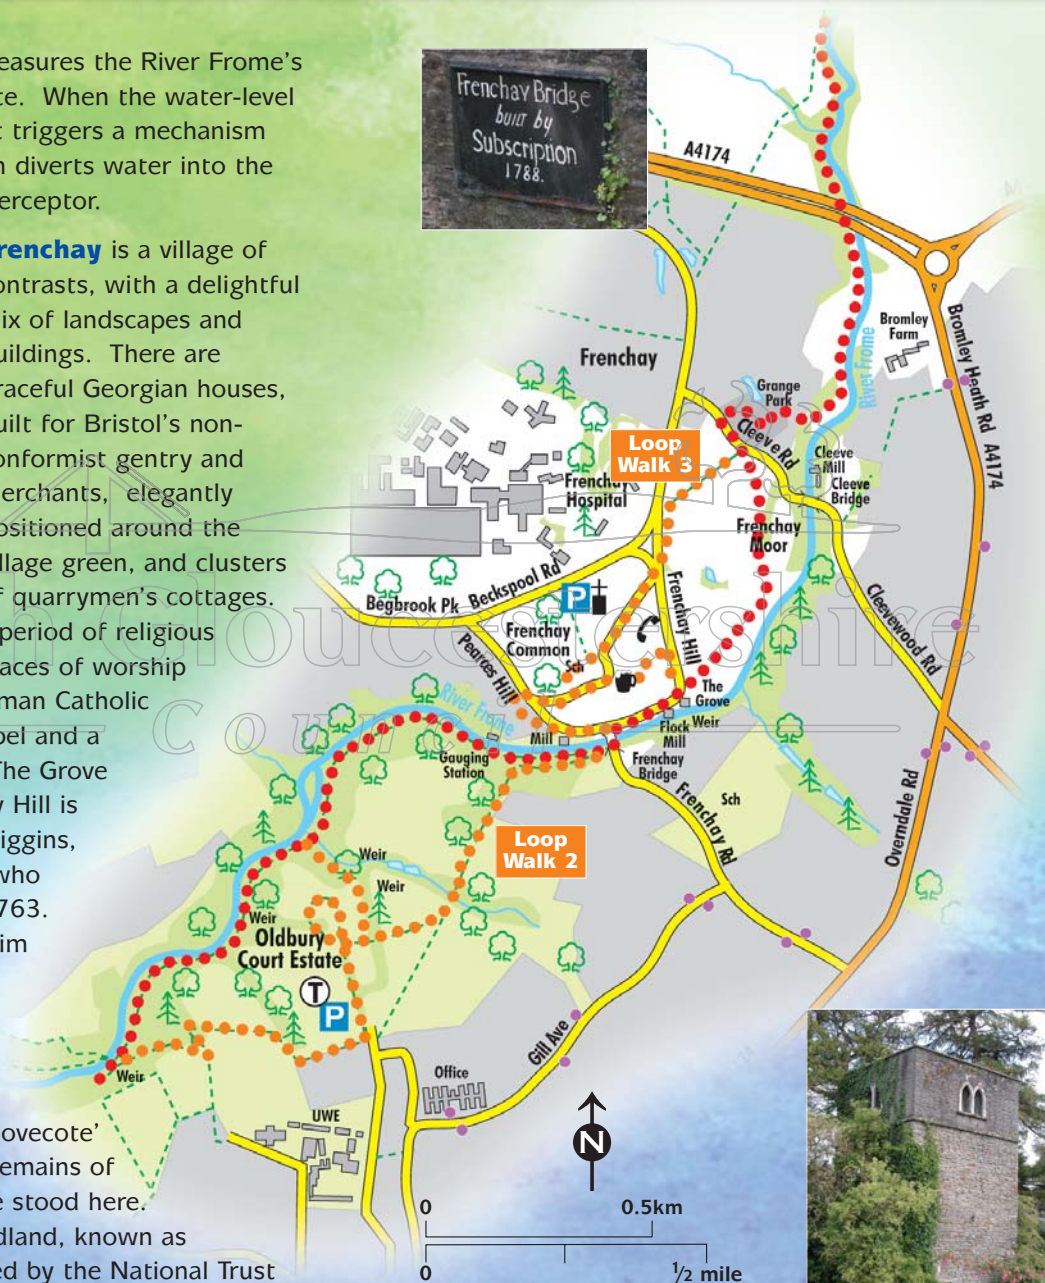 easures the River Frome's
te. When the water-level
t triggers a mechanism
n diverts water into the
erceptor.
renchay is a village of
ontrasts, with a delightful
ix of landscapes and
uildings. There are
raceful Georgian houses,
uilt for Bristol's non-
onformist gentry and
erchants, elegantly
ositioned around the
llage green, and clusters
f quarrymen's cottages.
period of religious
aces of worship
man Catholic
pel and a
The Grove
y Hill is
iggins,
who
763.
im
ovecote'
emains of
e stood here.
dland, known as
ed by the National Trust
Frenchay Bridge
built by
Subscription
1788.
A4174
Bromley
Farm
Bromley Heath Rd A4174
River Frome
Frenchay
Grange
Park
Cleeve Rd
Loop
Walk 3
Cleeve
Mill
Cleeve
Bridge
Frenchay
Hospital
Frenchay
Moor
Beckspool Rd
Begbrook Pk
P
Frenchay
Common
Frenchay Hill
Cleevewood Rd
Pearces Hill
Sch
The
Grove
Weir
Flock
Mill
River Frome
Mill
Gauging
Station
Frenchay
Bridge
Frenchay Rd
Sch
Overndale Rd
Loop
Walk 2
Weir
Weir
Weir
Oldbury
Court Estate
T
P
Weir
Gill Ave
Office
UWE
N
0
0.5km
0
1/2 mile
h Gloucestershire
Council